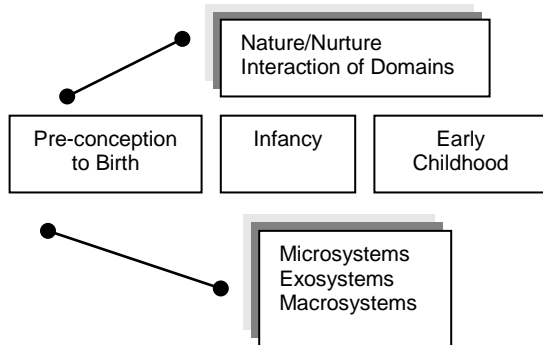 Nature/Nurture
Interaction of Domains
Pre-conception
to Birth
Infancy
Early
Childhood
Microsystems
Exosystems
Macrosystems